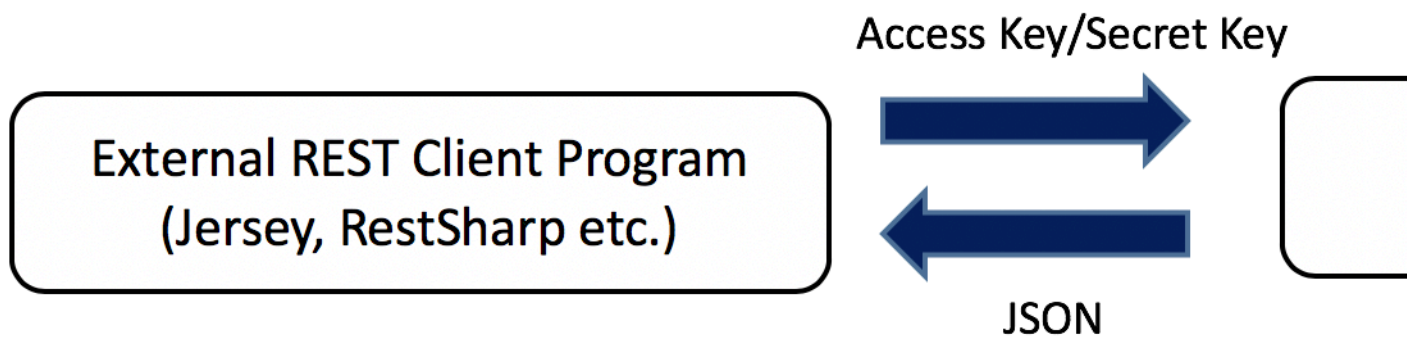 Access Key/Secret Key
External REST Client Program
(Jersey, RestSharp etc.)
JSON